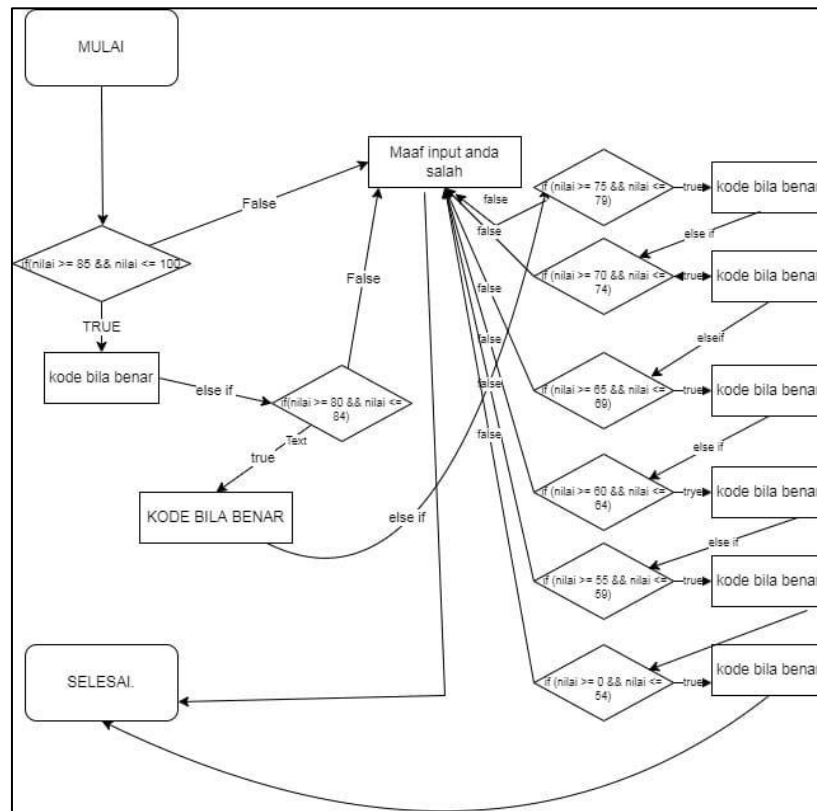 MULAI
Maaf input anda
salah
if (nilai >= 75 && nilai <=
79)
true
kode bila benar
false
else if
False
false
if (nilai >= 70 && nilai <=
74)
true
kode bila benar
if(nilai >= 85 && nilai <= 100
False
false
TRUE
elseif
false
kode bila benar
else if
if(nilai >= 80 && nilai <=
84)
false
if (nilai >= 65 && nilai <=
69)
true
kode bila benar
Text
true
false
else if
KODE BILA BENAR
else if
if (nilai >= 60 && nilai <=
64)
trye
kode bila benar
else if
if (nilai >= 55 && nilai <=
59)
true
kode bila benar
SELESAI.
if (nilai >= 0 && nilai <=
54)
true
kode bila benar